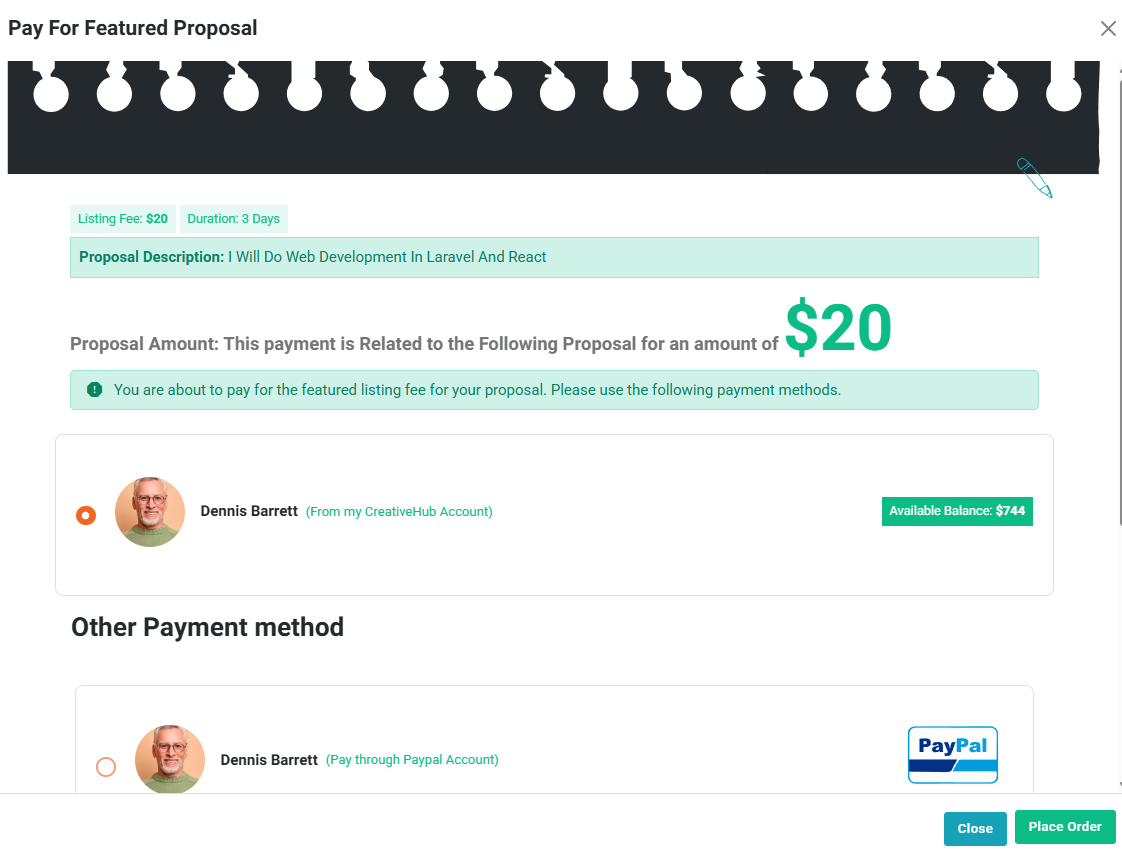 Pay For Featured Proposal
Listing Fee: $20 Duration: 3 Days
Proposal Description: I Will Do Web Development In Laravel And React
Proposal Amount: This payment is Related to the Following Proposal for an amount of $20
You are about to pay for the featured listing fee for your proposal. Please use the following payment methods.
Dennis Barrett (From my CreativeHub Account) Available Balance: $744
Other Payment method
Dennis Barrett (Pay through Paypal Account) PayPal
Close Place Order